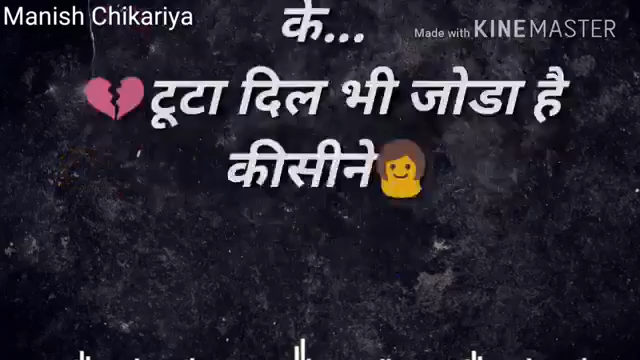 Manish Chikariya
Made with KINEMASTER
के...
💔टूटा दिल भी जोडा है
कीसीने